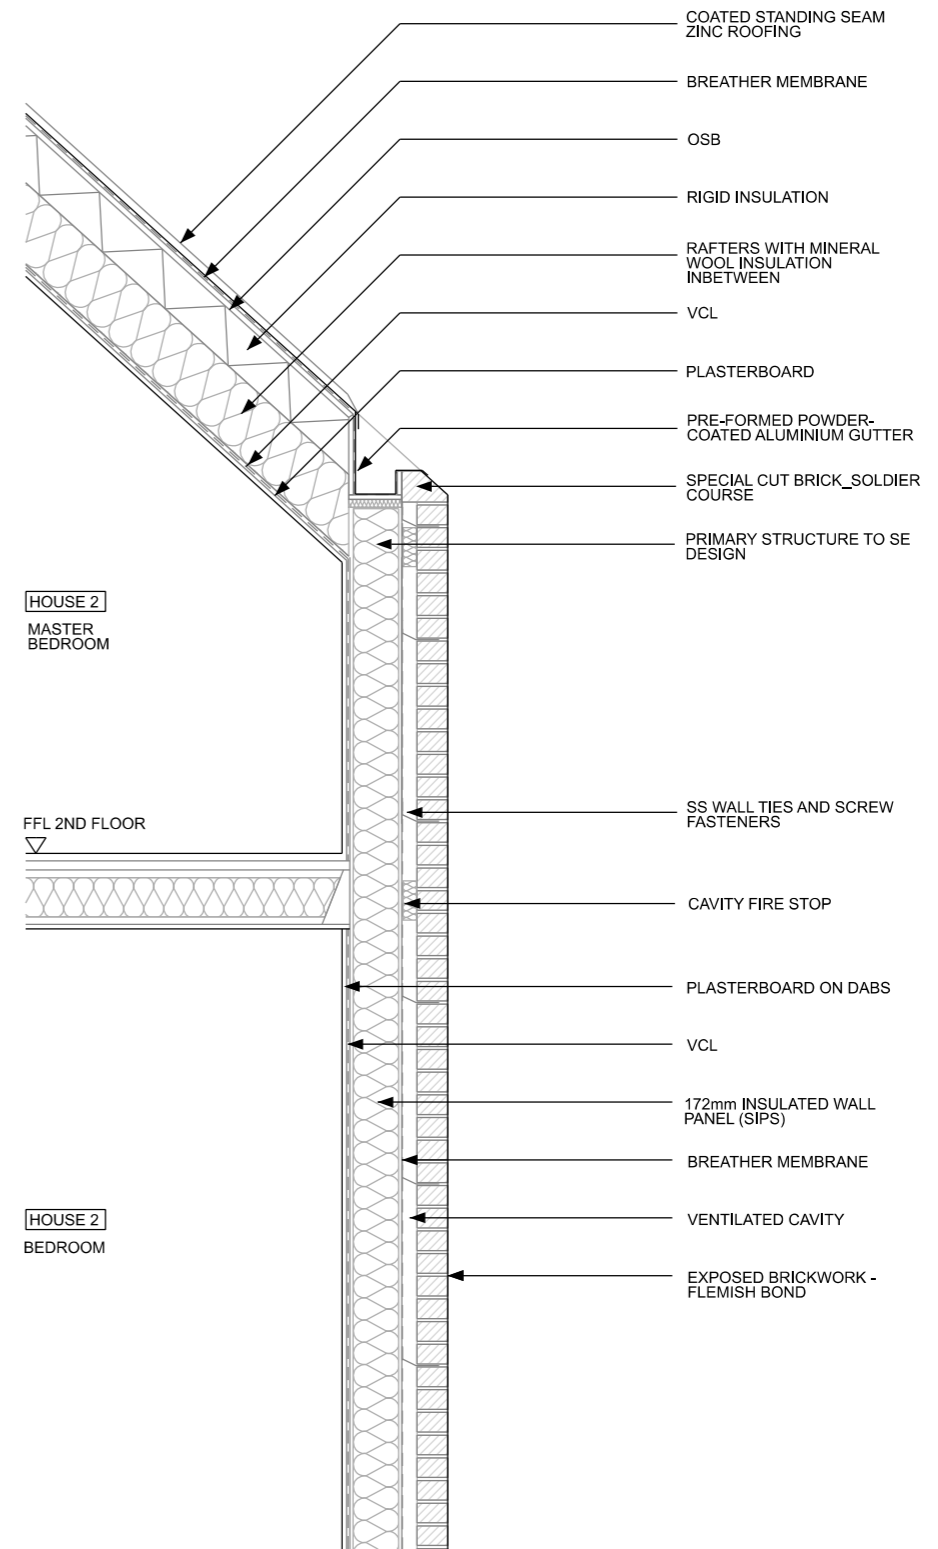 COATED STANDING SEAM
ZINC ROOFING
BREATHER MEMBRANE
OSB
RIGID INSULATION
RAFTERS WITH MINERAL
WOOL INSULATION
INBETWEEN
VCL
PLASTERBOARD
PRE-FORMED POWDER-
COATED ALUMINIUM GUTTER
SPECIAL CUT BRICK_SOLDIER
COURSE
PRIMARY STRUCTURE TO SE
DESIGN
HOUSE 2
MASTER
BEDROOM
SS WALL TIES AND SCREW
FASTENERS
FFL 2ND FLOOR
CAVITY FIRE STOP
PLASTERBOARD ON DABS
VCL
172mm INSULATED WALL
PANEL (SIPS)
BREATHER MEMBRANE
VENTILATED CAVITY
HOUSE 2
BEDROOM
EXPOSED BRICKWORK -
FLEMISH BOND